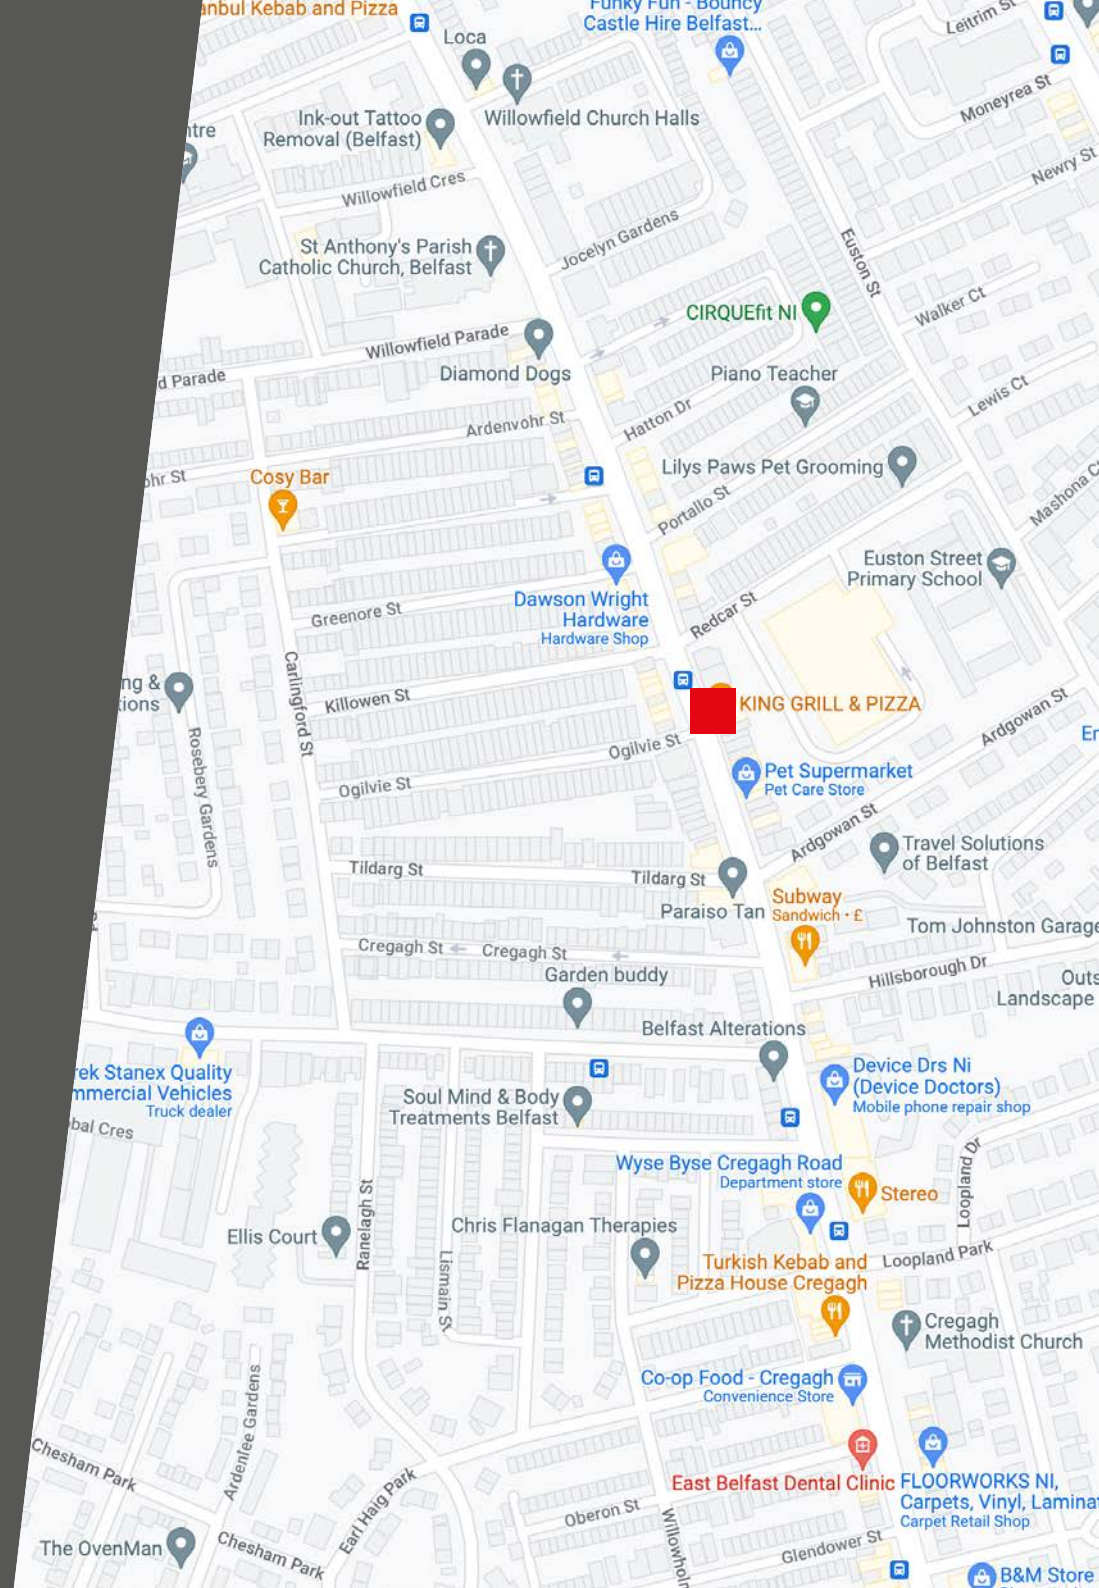 anbul Kebab and Pizza
Funky Fun - Bouncy
Castle Hire Belfast...
Leitrim St
Loca
Moneyrea St
Ink-out Tattoo
Removal (Belfast)
Willowfield Church Halls
ntre
Newry St
Willowfield Cres
Jocelyn Gardens
Euston St
St Anthony's Parish
Catholic Church, Belfast
CIRQUEfit NI
Walker Ct
Willowfield Parade
d Parade
Diamond Dogs
Piano Teacher
Lewis Ct
Hatton Dr
Ardenvohr St
ohr St
Cosy Bar
Lilys Paws Pet Grooming
Mashona C
Portallo St
Euston Street
Primary School
Dawson Wright
Hardware
Hardware Shop
Greenore St
Redcar St
ng &
tions
Carlingford St
Killowen St
KING GRILL & PIZZA
Ardgowan St
Er
Rosebery Gardens
Ogilvie St
Ogilvie St
Pet Supermarket
Pet Care Store
Ardgowan St
Travel Solutions
of Belfast
Tildarg St
Tildarg St
Paraiso Tan
Subway
Sandwich · £
Tom Johnston Garage
Cregagh St
Cregagh St
Hillsborough Dr
Garden buddy
Outs
Landscape
Belfast Alterations
rek Stanex Quality
mmercial Vehicles
Truck dealer
Device Drs Ni
(Device Doctors)
Mobile phone repair shop
Soul Mind & Body
Treatments Belfast
bal Cres
Loopland Dr
Wyse Byse Cregagh Road
Department store
Stereo
Ranelagh St
Ellis Court
Chris Flanagan Therapies
Lismain St
Loopland Park
Turkish Kebab and
Pizza House Cregagh
Cregagh
Methodist Church
Co-op Food - Cregagh
Convenience Store
Ardenlee Gardens
Chesham Park
East Belfast Dental Clinic
FLOORWORKS NI,
Carpets, Vinyl, Laminat
Carpet Retail Shop
Earl Haig Park
Oberon St
Willowholm
Glendower St
The OvenMan
Chesham Park
B&M Store